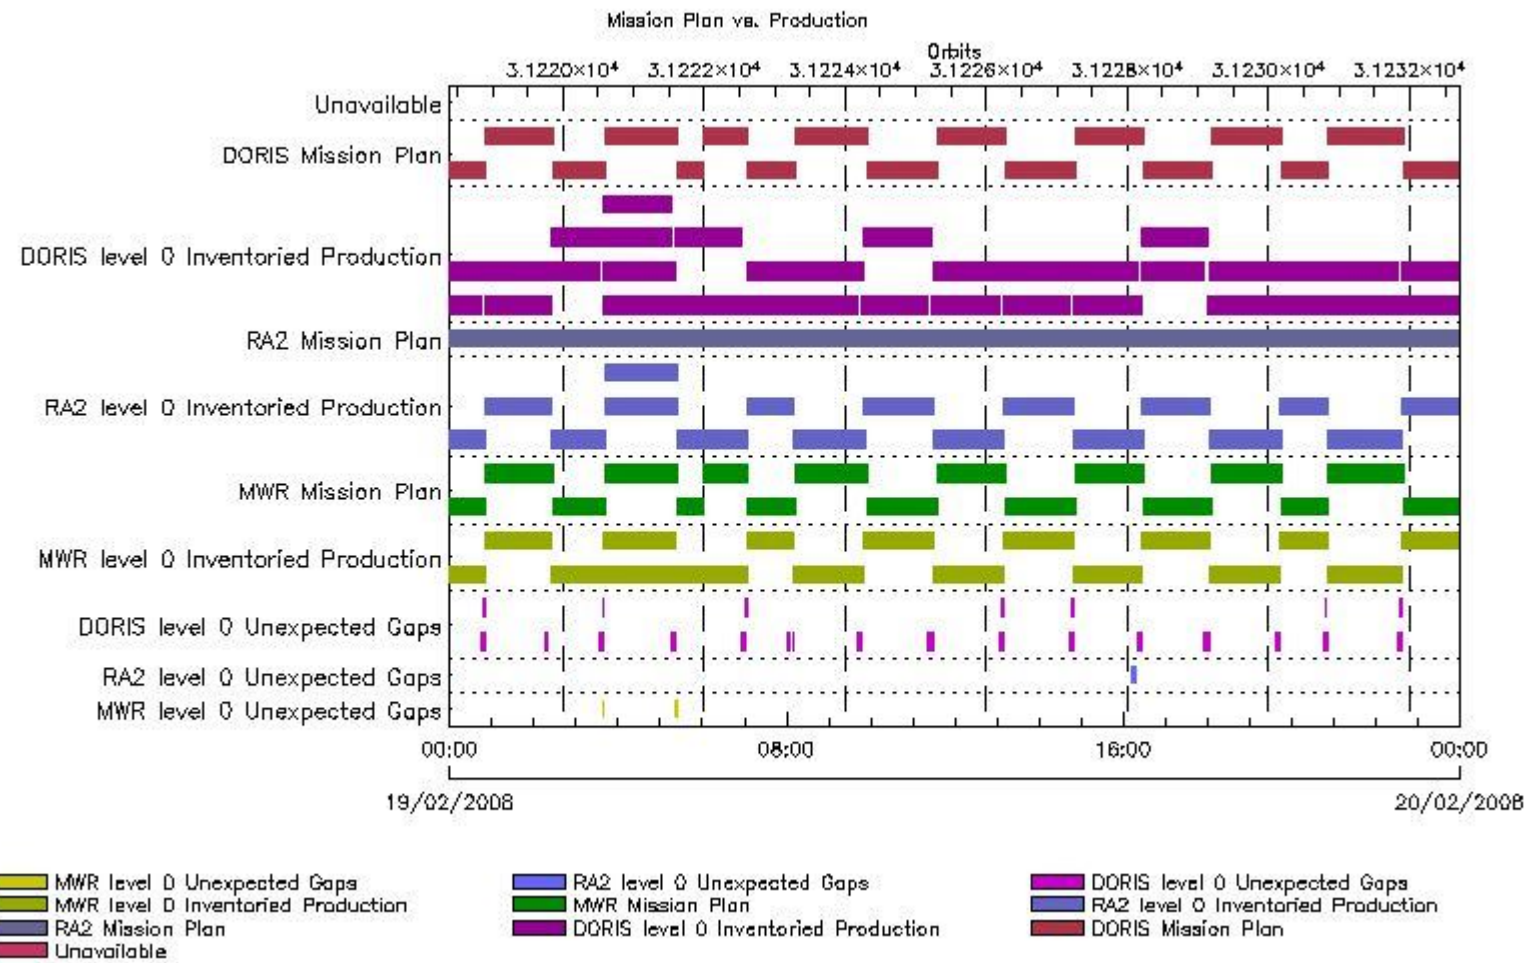 Mission Plan vs. Production
Orbits
3.1220×10⁴ 3.1222×10⁴ 3.1224×10⁴ 3.1226×10⁴ 3.1228×10⁴ 3.1230×10⁴ 3.1232×10⁴
Unavailable
DORIS Mission Plan
DORIS level 0 Inventoried Production
RA2 Mission Plan
RA2 level 0 Inventoried Production
MWR Mission Plan
MWR level 0 Inventoried Production
DORIS level 0 Unexpected Gaps
RA2 level 0 Unexpected Gaps
MWR level 0 Unexpected Gaps
00:00 08:00 16:00 00:00
19/02/2008 20/02/2008
MWR level 0 Unexpected Gaps RA2 level 0 Unexpected Gaps DORIS level 0 Unexpected Gaps
MWR level 0 Inventoried Production MWR Mission Plan RA2 level 0 Inventoried Production
RA2 Mission Plan DORIS level 0 Inventoried Production DORIS Mission Plan
Unavailable